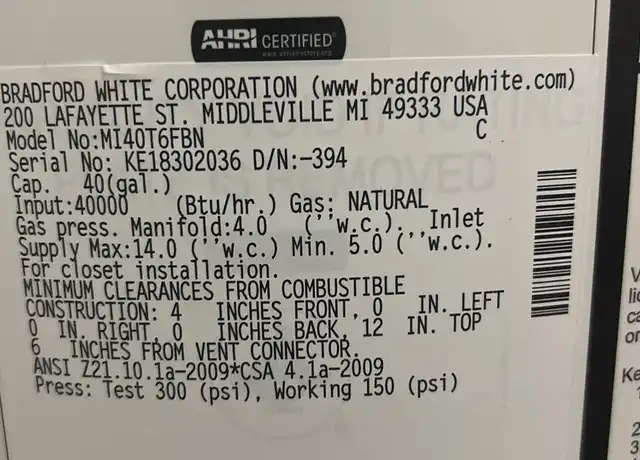 AHRI CERTIFIED®
www.ahridirectory.org
BRADFORD WHITE CORPORATION (www.bradfordwhite.com)
200 LAFAYETTE ST. MIDDLEVILLE MI 49333 USA
Model No:MI40T6FBN C
Serial No: KE18302036 D/N:-394
Cap. 40(gal.)
Input:40000 (Btu/hr.) Gas: NATURAL
Gas press. Manifold:4.0 (''w.c.).,,Inlet
Supply Max:14.0 (''w.c.) Min. 5.0 (''w.c.).
For closet installation.
MINIMUM CLEARANCES FROM COMBUSTIBLE
CONSTRUCTION: 4 INCHES FRONT, 0 IN. LEFT
0 IN. RIGHT, 0 INCHES BACK, 12 IN. TOP
6 INCHES FROM VENT CONNECTOR.
ANSI Z21.10.1a-2009*CSA 4.1a-2009
Press: Test 300 (psi), Working 150 (psi)